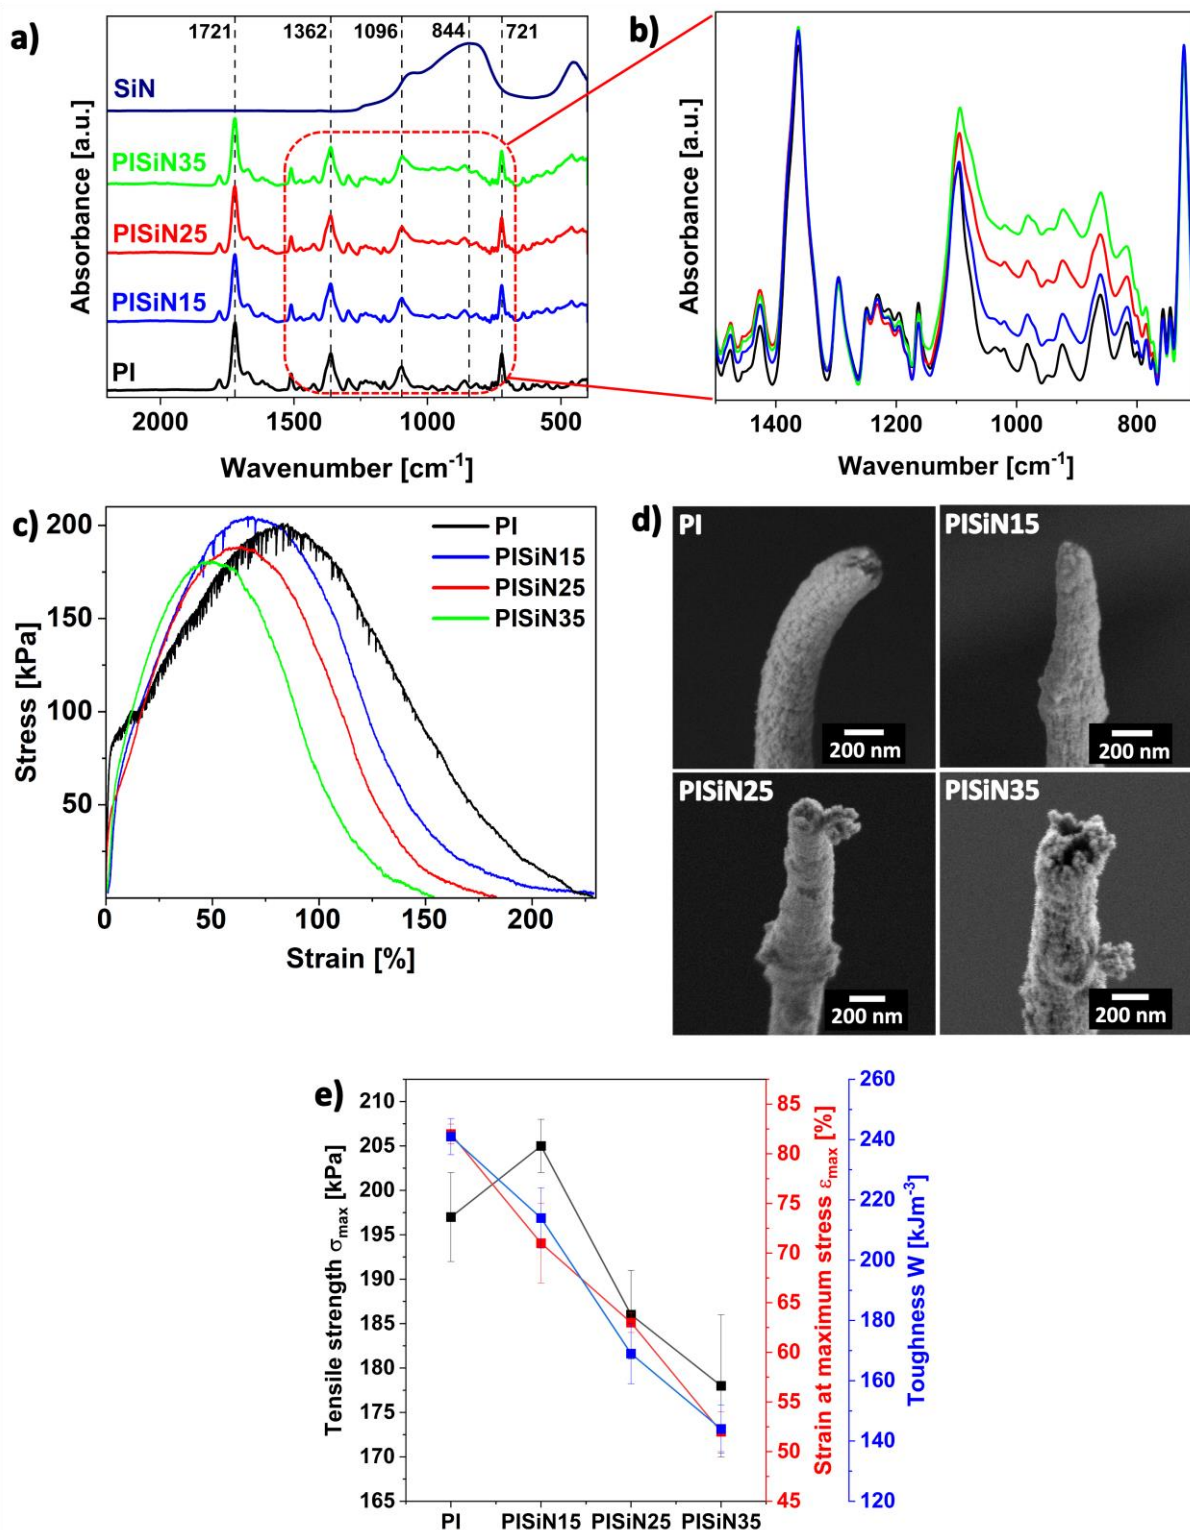 a)
1721
1362
1096
844
721
SiN
PISiN35
PISiN25
PISiN15
PI
Absorbance [a.u.]
2000
1500
1000
500
Wavenumber [cm⁻¹]
b)
Absorbance [a.u.]
1400
1200
1000
800
Wavenumber [cm⁻¹]
c)
200
150
100
50
Stress [kPa]
PI
PISiN15
PISiN25
PISiN35
0
50
100
150
200
Strain [%]
d)
PI
200 nm
PISiN15
200 nm
PISiN25
200 nm
PISiN35
200 nm
e)
Tensile strength σmax [kPa]
210
205
200
195
190
185
180
175
170
165
PI
PISiN15
PISiN25
PISiN35
85
80
75
70
65
60
55
50
45
Strain at maximum stress εmax [%]
260
240
220
200
180
160
140
120
Toughness W [kJm⁻³]